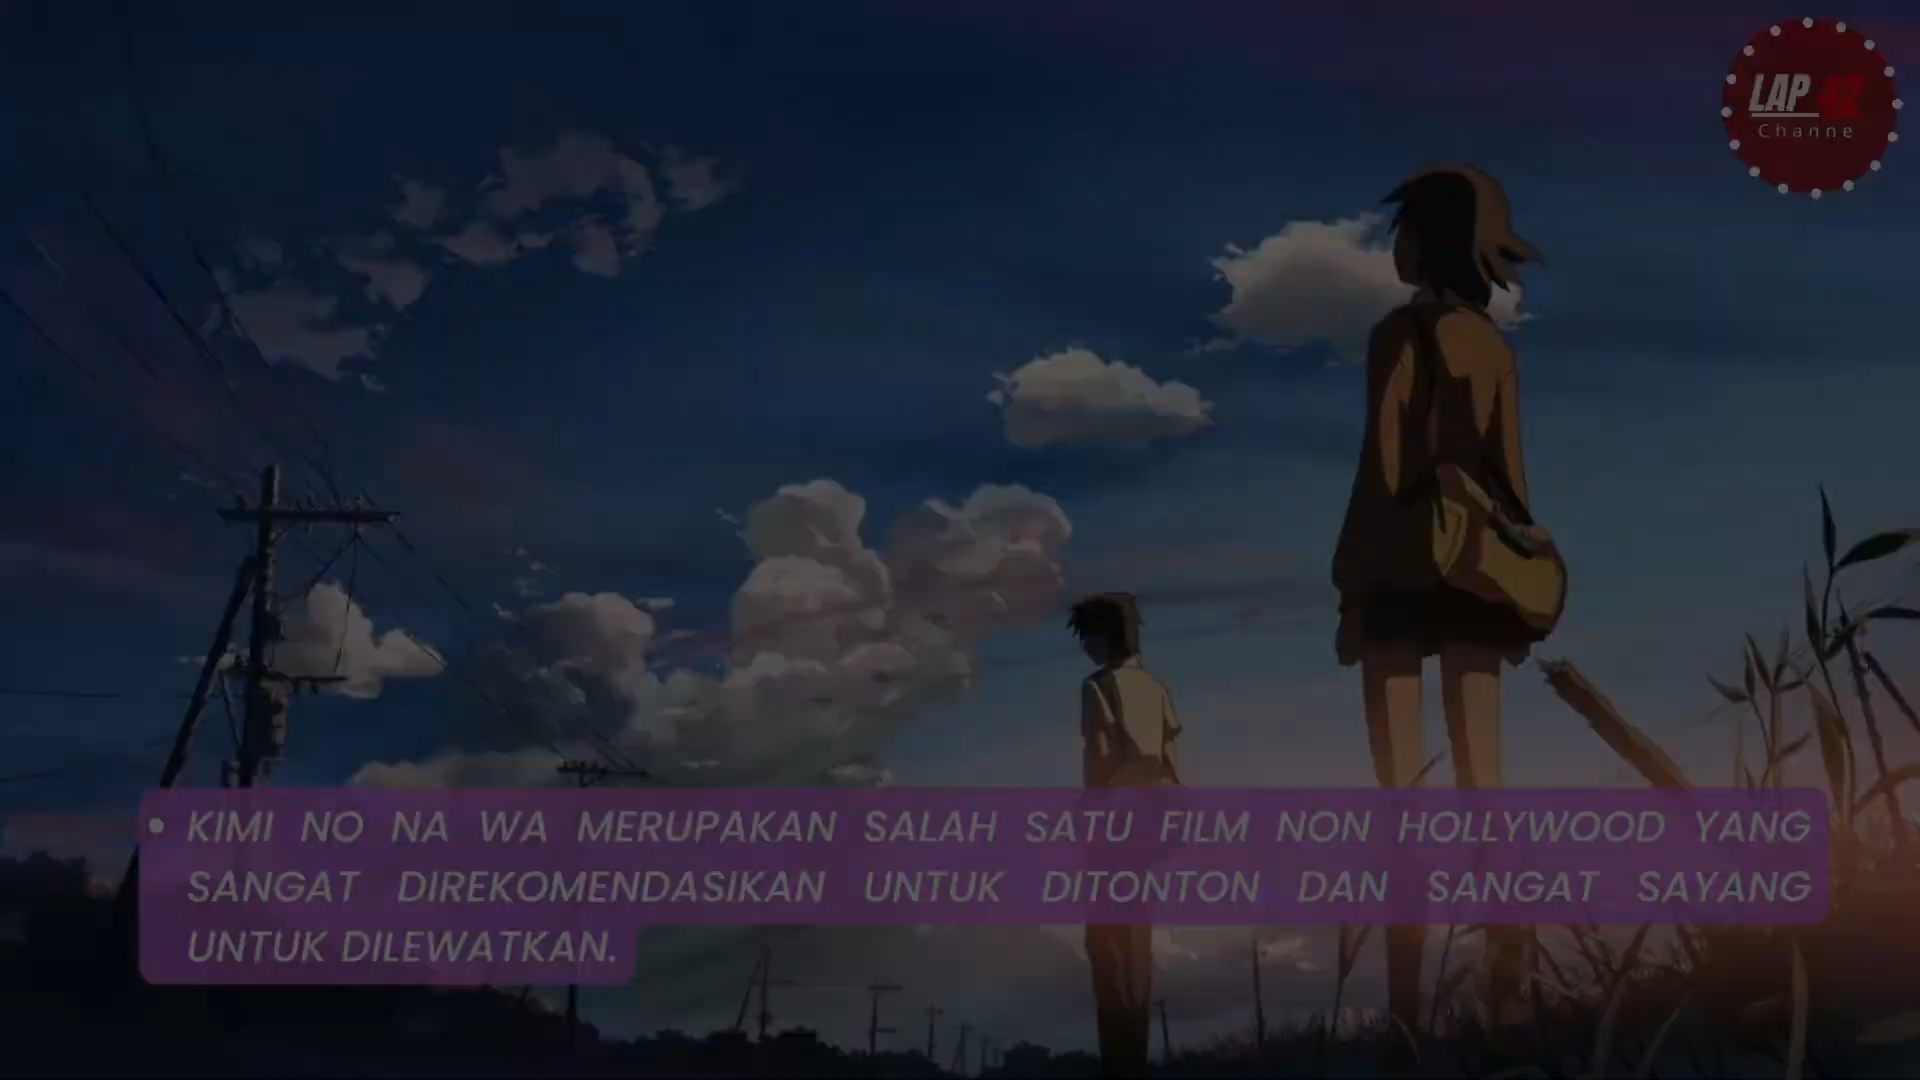 LAP 42
Channe
• KIMI NO NA WA MERUPAKAN SALAH SATU FILM NON HOLLYWOOD YANG
SANGAT DIREKOMENDASIKAN UNTUK DITONTON DAN SANGAT SAYANG
UNTUK DILEWATKAN.